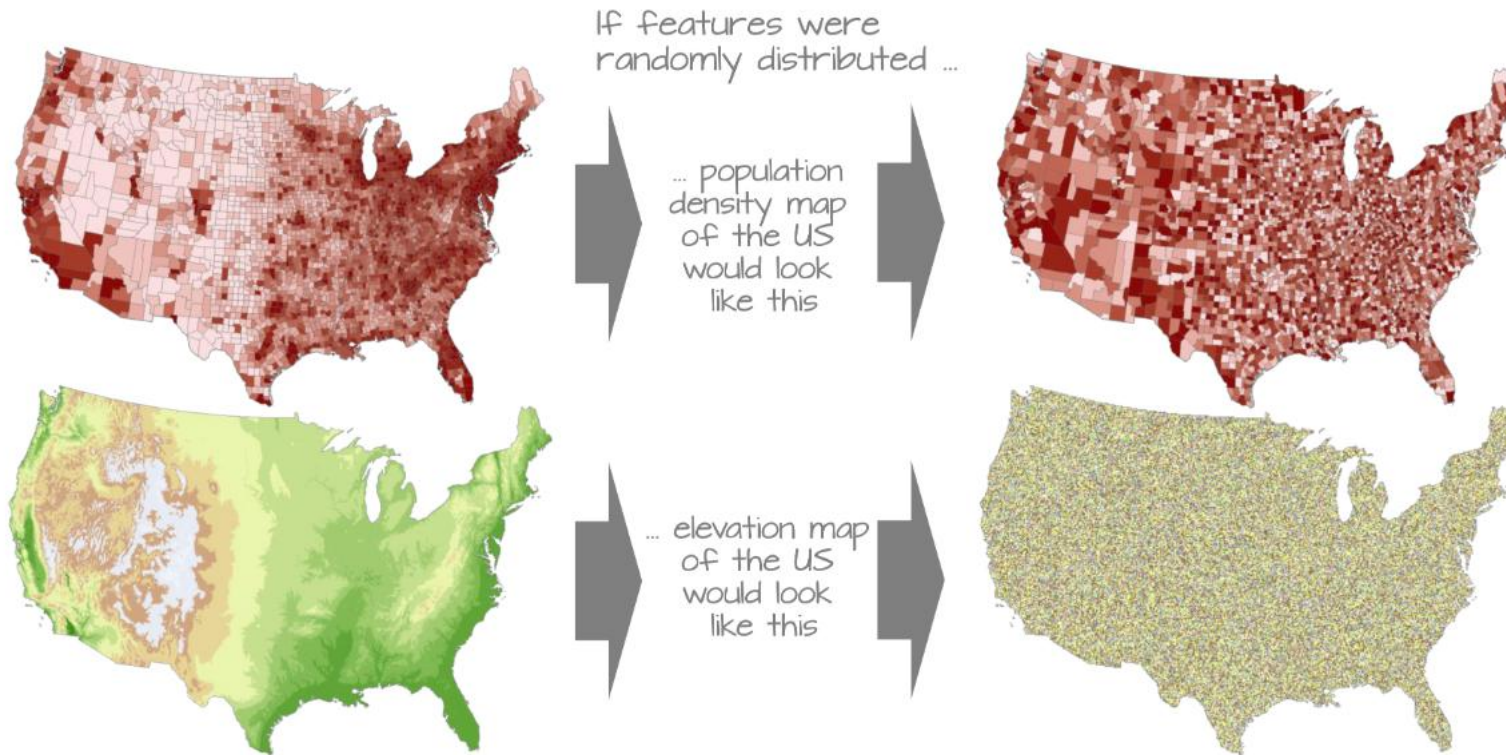 If features were
randomly distributed ...
... population
density map
of the US
would look
like this
... elevation map
of the US
would look
like this